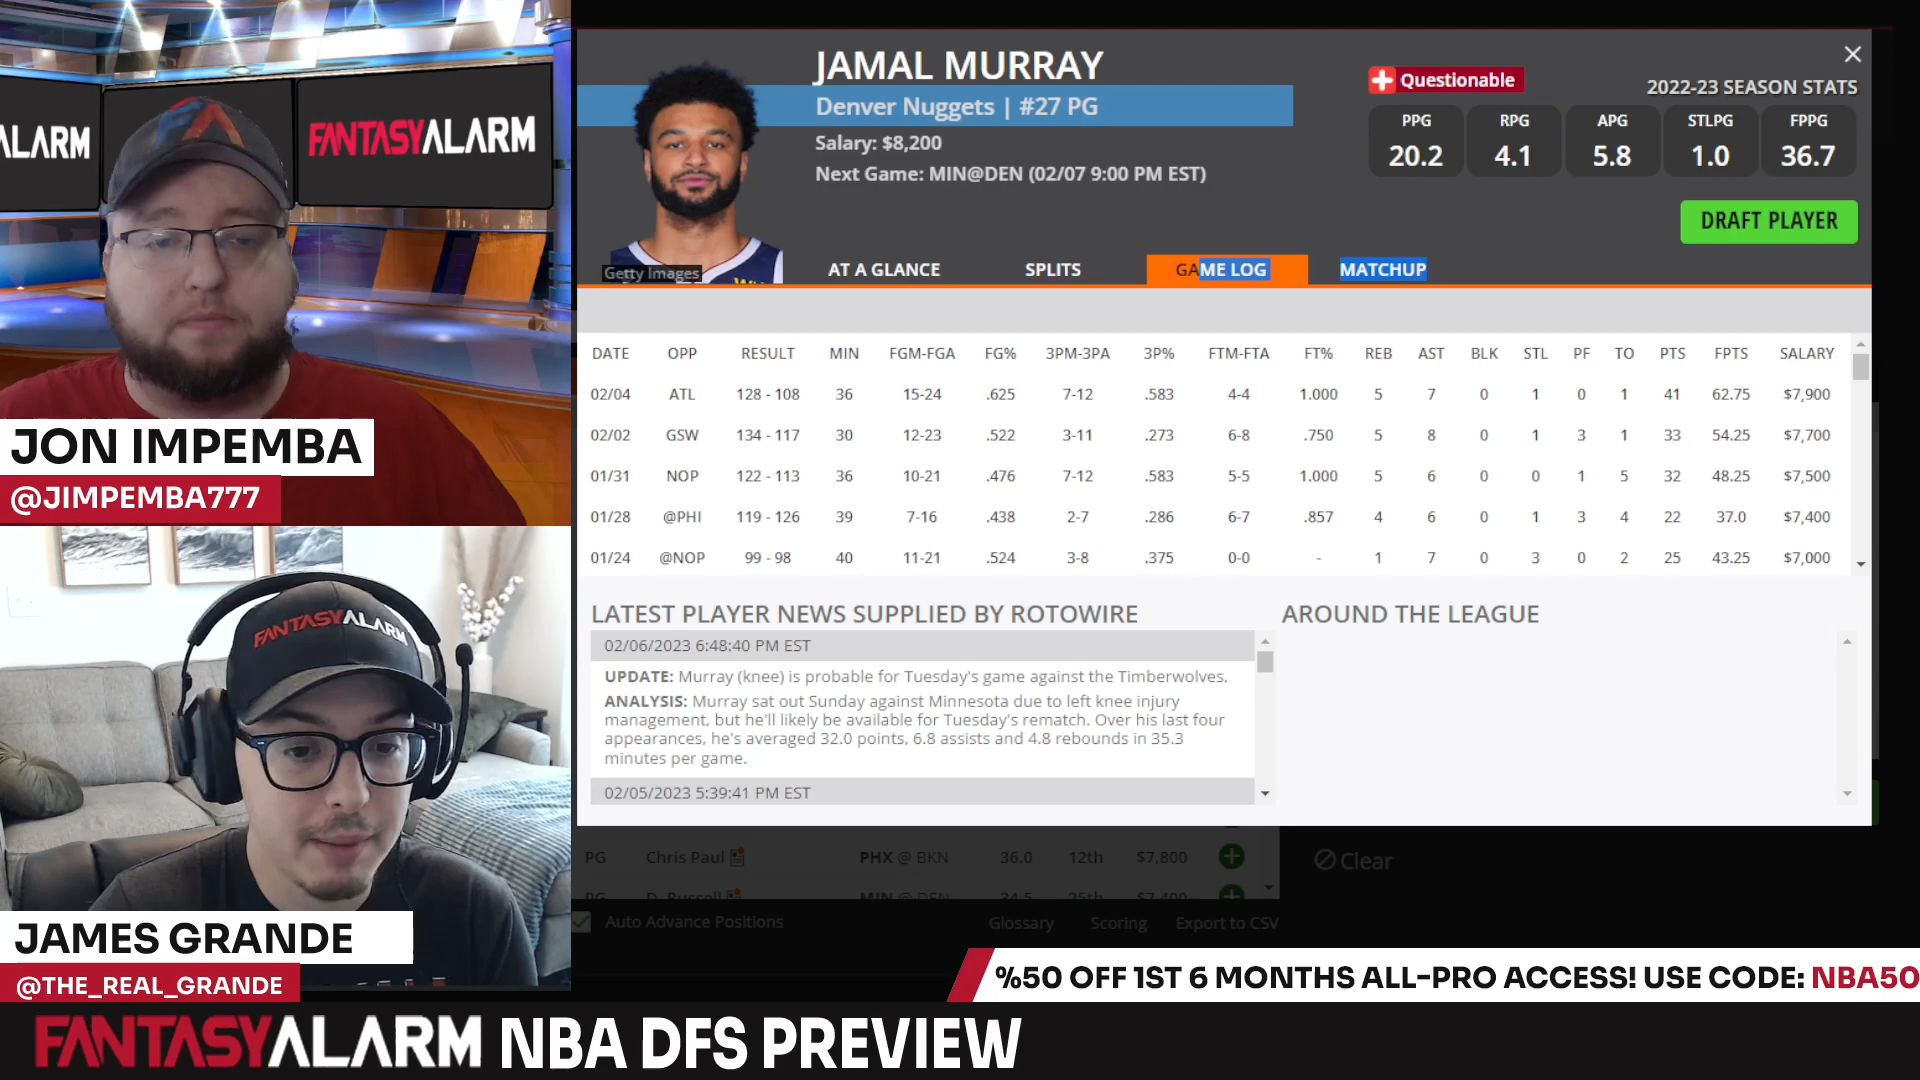 ALARM
FANTASYALARM
JON IMPEMBA
@JIMPEMBA777
FANTASYALARM
JAMES GRANDE
@THE_REAL_GRANDE
JAMAL MURRAY
Denver Nuggets | #27 PG
Salary: $8,200
Next Game: MIN@DEN (02/07 9:00 PM EST)
Getty Images
Questionable
2022-23 SEASON STATS
PPG RPG APG STLPG FPPG
20.2 4.1 5.8 1.0 36.7
DRAFT PLAYER
AT A GLANCE SPLITS GAME LOG MATCHUP
DATE OPP RESULT MIN FGM-FGA FG% 3PM-3PA 3P% FTM-FTA FT% REB AST BLK STL PF TO PTS FPTS SALARY
02/04 ATL 128 - 108 36 15-24 .625 7-12 .583 4-4 1.000 5 7 0 1 0 1 41 62.75 $7,900
02/02 GSW 134 - 117 30 12-23 .522 3-11 .273 6-8 .750 5 8 0 1 3 1 33 54.25 $7,700
01/31 NOP 122 - 113 36 10-21 .476 7-12 .583 5-5 1.000 5 6 0 0 1 5 32 48.25 $7,500
01/28 @PHI 119 - 126 39 7-16 .438 2-7 .286 6-7 .857 4 6 0 1 3 4 22 37.0 $7,400
01/24 @NOP 99 - 98 40 11-21 .524 3-8 .375 0-0 - 1 7 0 3 0 2 25 43.25 $7,000
LATEST PLAYER NEWS SUPPLIED BY ROTOWIRE
02/06/2023 6:48:40 PM EST
UPDATE: Murray (knee) is probable for Tuesday's game against the Timberwolves.
ANALYSIS: Murray sat out Sunday against Minnesota due to left knee injury
management, but he'll likely be available for Tuesday's rematch. Over his last four
appearances, he's averaged 32.0 points, 6.8 assists and 4.8 rebounds in 35.3
minutes per game.
02/05/2023 5:39:41 PM EST
AROUND THE LEAGUE
PG Chris Paul PHX @ BKN 36.0 12th $7,800
PG D. Russell MIN @ DEN 34.5 25th $7,400
Clear
Auto Advance Positions
Glossary Scoring Export to CSV
%50 OFF 1ST 6 MONTHS ALL-PRO ACCESS! USE CODE: NBA50
FANTASYALARM NBA DFS PREVIEW